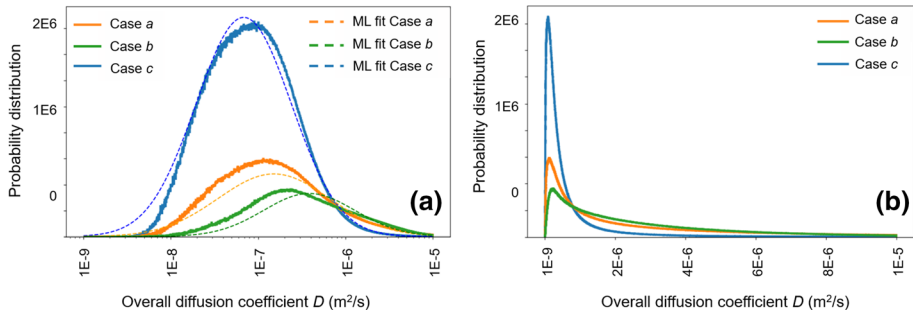 2E6
1E6
0
Probability distribution
Case a
Case b
Case c
ML fit Case a
ML fit Case b
ML fit Case c
(a)
1E-9
1E-8
1E-7
1E-6
1E-5
Overall diffusion coefficient D (m²/s)
2E6
1E6
0
Probability distribution
Case a
Case b
Case c
(b)
1E-9
2E-6
4E-6
6E-6
8E-6
1E-5
Overall diffusion coefficient D (m²/s)